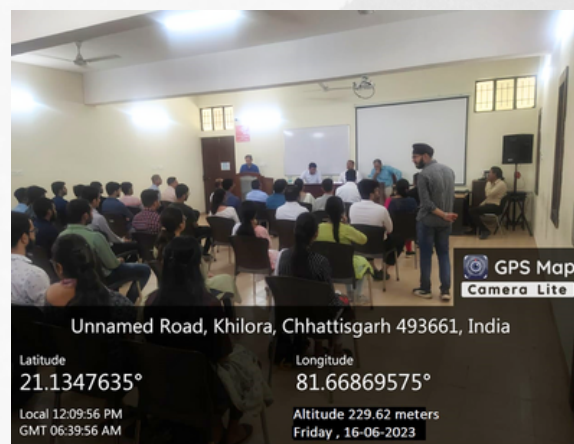 GPS Map
Camera Lite
Unnamed Road, Khilora, Chhattisgarh 493661, India
Latitude
21.1347635°
Longitude
81.66869575°
Local 12:09:56 PM
GMT 06:39:56 AM
Altitude 229.62 meters
Friday , 16-06-2023